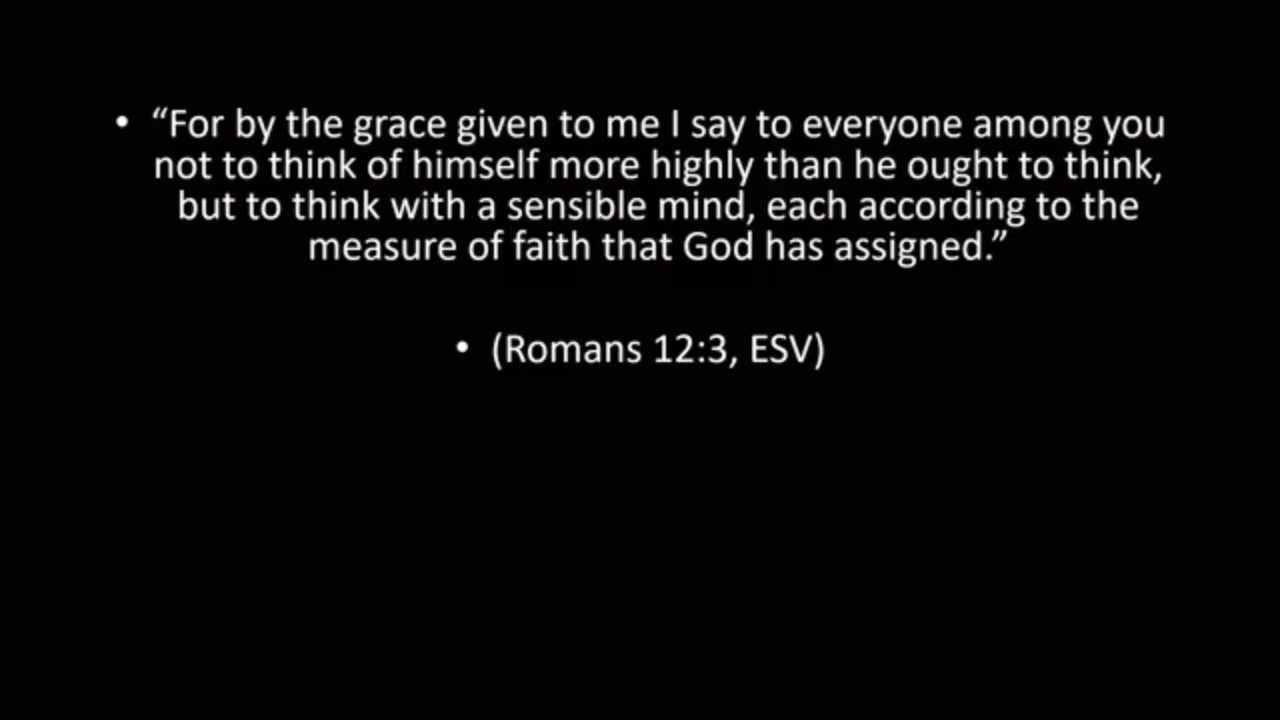 • “For by the grace given to me I say to everyone among you
not to think of himself more highly than he ought to think,
but to think with a sensible mind, each according to the
measure of faith that God has assigned.”
• (Romans 12:3, ESV)